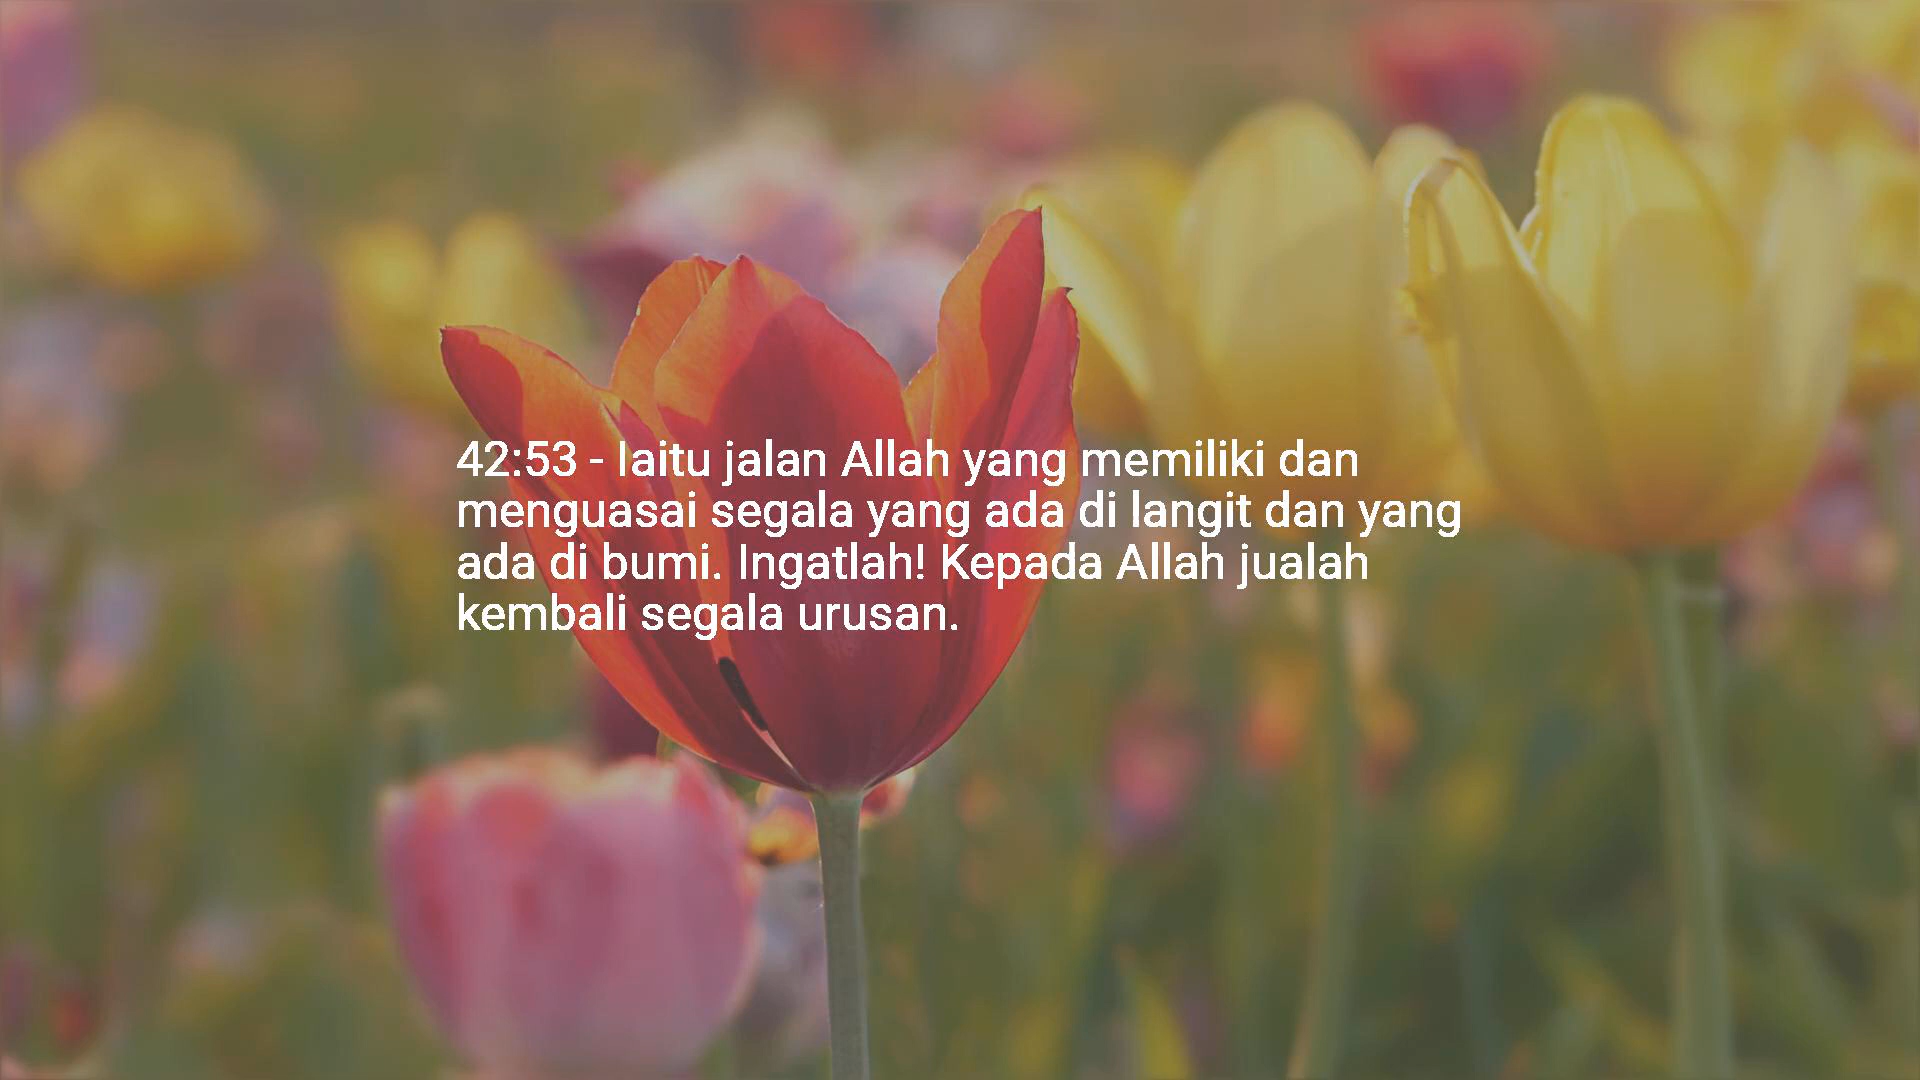 42:53 - Iaitu jalan Allah yang memiliki dan
menguasai segala yang ada di langit dan yang
ada di bumi. Ingatlah! Kepada Allah jualah
kembali segala urusan.